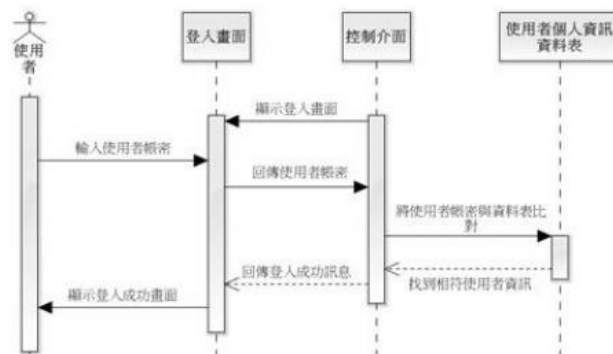 使用
者
登入畫面
控制介面
使用者個人資訊
資料表
顯示登入畫面
輸入使用者帳密
回傳使用者帳密
將使用者帳密與資料表比
對
找到相符使用者資訊
回傳登入成功訊息
顯示登入成功畫面